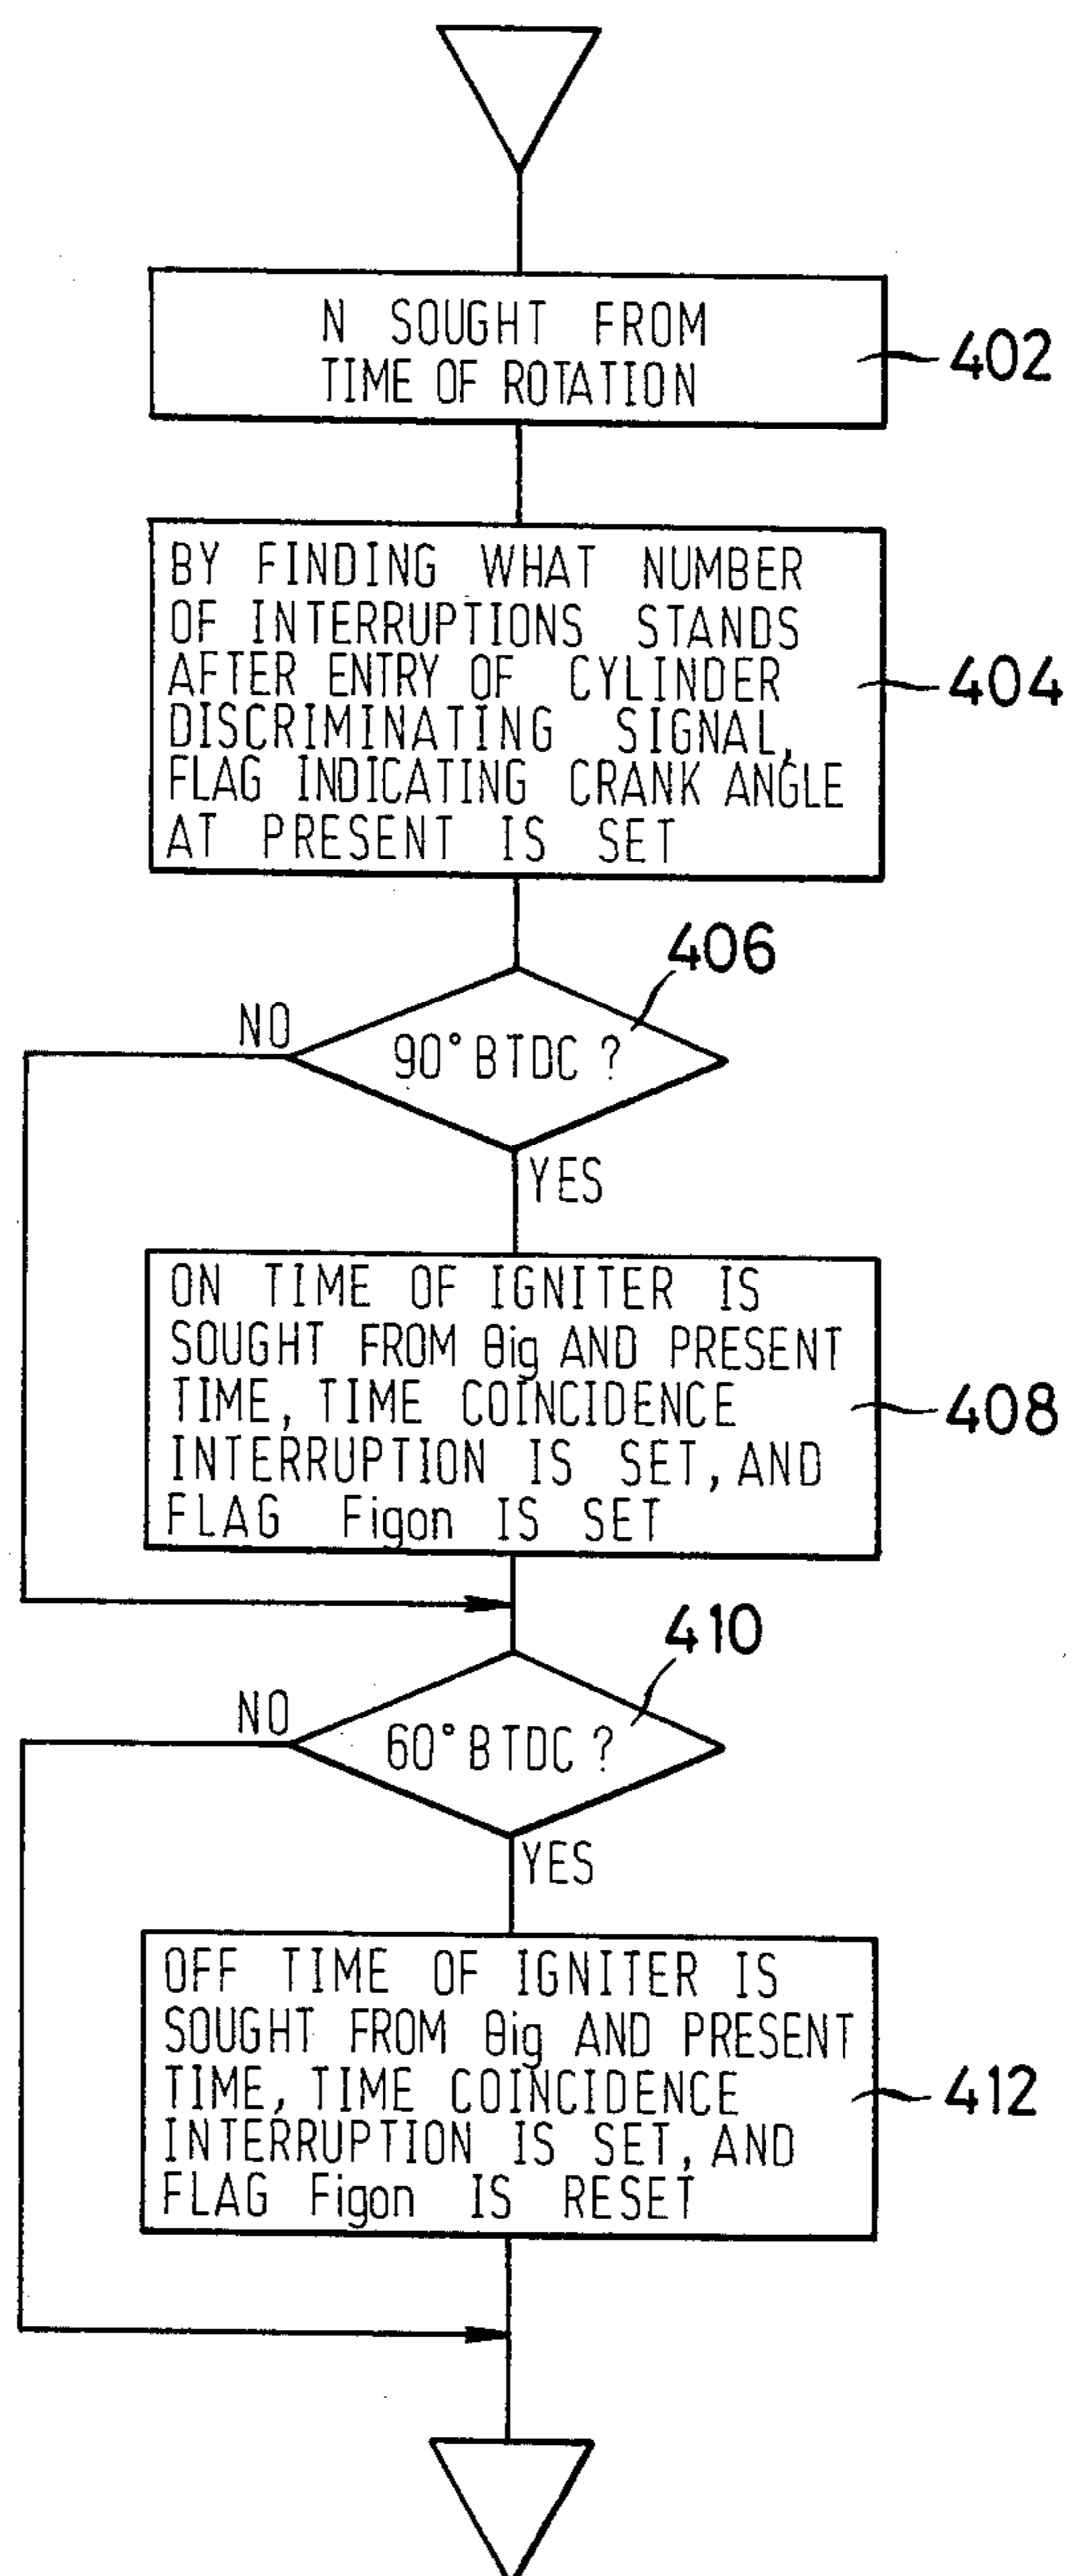 N SOUGHT FROM
TIME OF ROTATION
402
BY FINDING WHAT NUMBER
OF INTERRUPTIONS STANDS
AFTER ENTRY OF CYLINDER
DISCRIMINATING SIGNAL,
FLAG INDICATING CRANK ANGLE
AT PRESENT IS SET
404
406
NO
90° BTDC ?
YES
ON TIME OF IGNITER IS
SOUGHT FROM θig AND PRESENT
TIME, TIME COINCIDENCE
INTERRUPTION IS SET, AND
FLAG Figon IS SET
408
410
NO
60° BTDC ?
YES
OFF TIME OF IGNITER IS
SOUGHT FROM θig AND PRESENT
TIME, TIME COINCIDENCE
INTERRUPTION IS SET, AND
FLAG Figon IS RESET
412